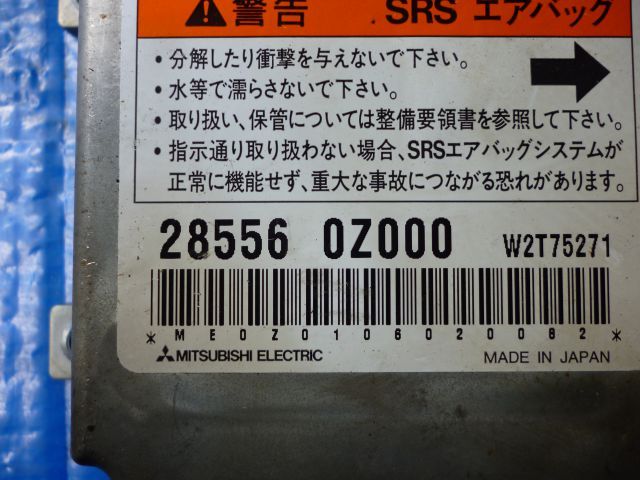 警告 SRS エアバッグ
・分解したり衝撃を与えないで下さい。
・水等で濡らさないで下さい。
・取り扱い、保管については整備要領書を参照して下さい。
・指示通り取り扱わない場合、SRSエアバッグシステムが
正常に機能せず、重大な事故につながる恐れがあります。
28556 0Z000 W2T75271
*ME0Z0106020082*
MITSUBISHI ELECTRIC MADE IN JAPAN